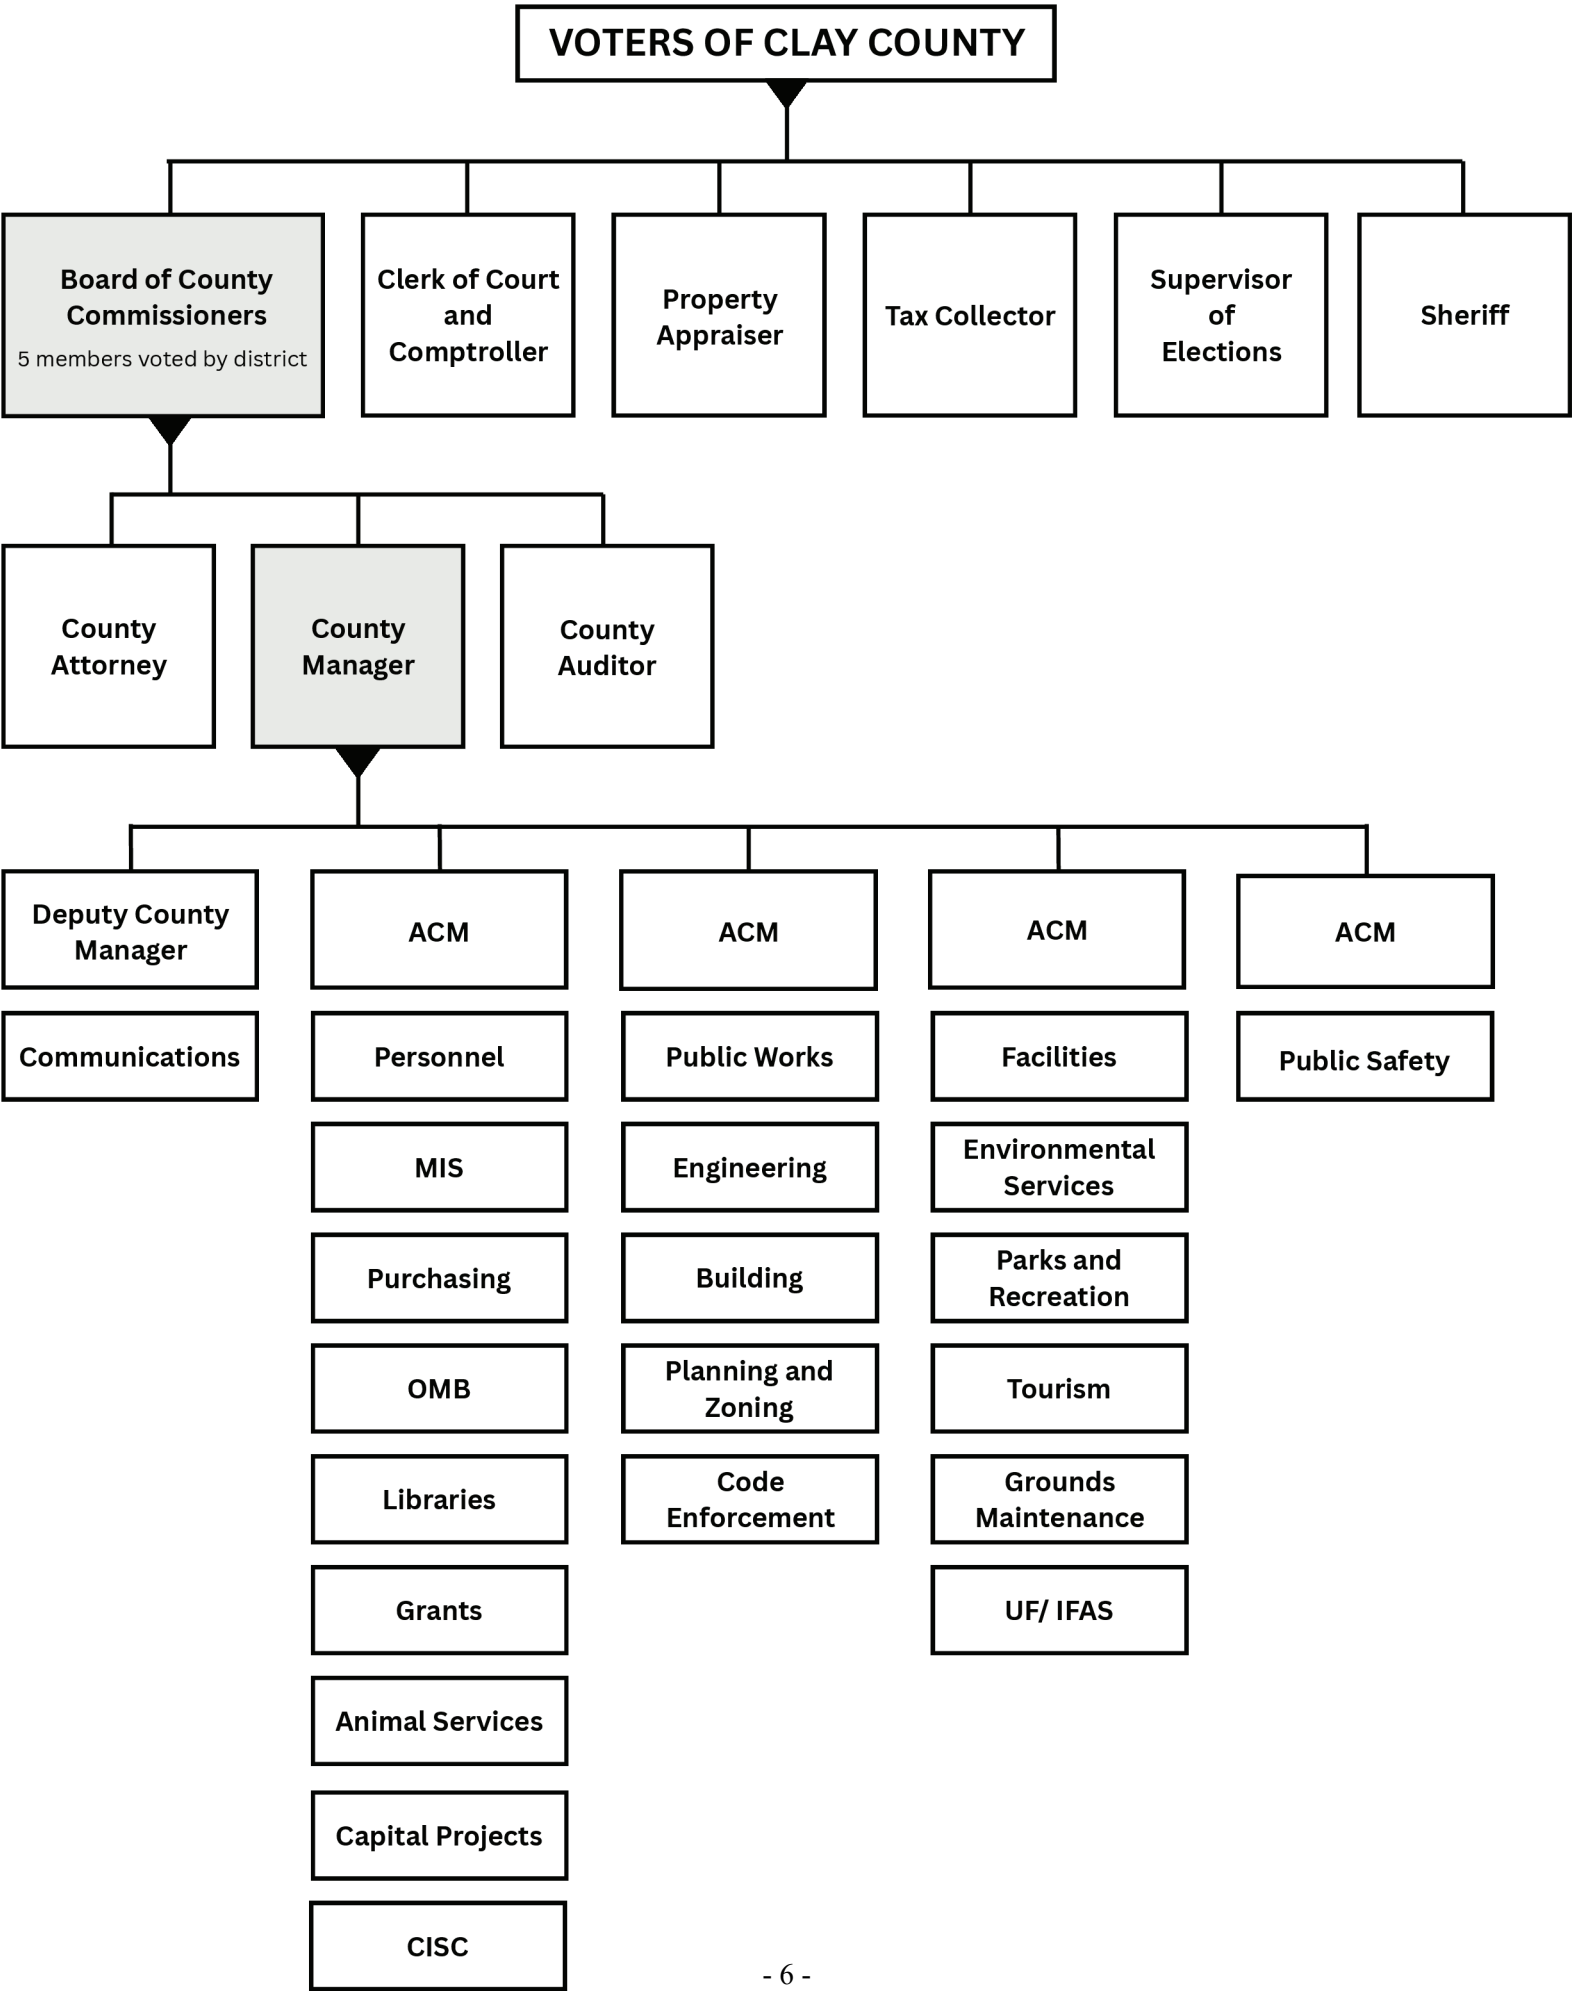 VOTERS OF CLAY COUNTY
Board of County
Commissioners
5 members voted by district
Clerk of Court
and
Comptroller
Property
Appraiser
Tax Collector
Supervisor
of
Elections
Sheriff
County
Attorney
County
Manager
County
Auditor
Deputy County
Manager
ACM
ACM
ACM
ACM
Communications
Personnel
Public Works
Facilities
Public Safety
MIS
Engineering
Environmental
Services
Purchasing
Building
Parks and
Recreation
OMB
Planning and
Zoning
Tourism
Libraries
Code
Enforcement
Grounds
Maintenance
Grants
UF/ IFAS
Animal Services
Capital Projects
CISC
- 6 -